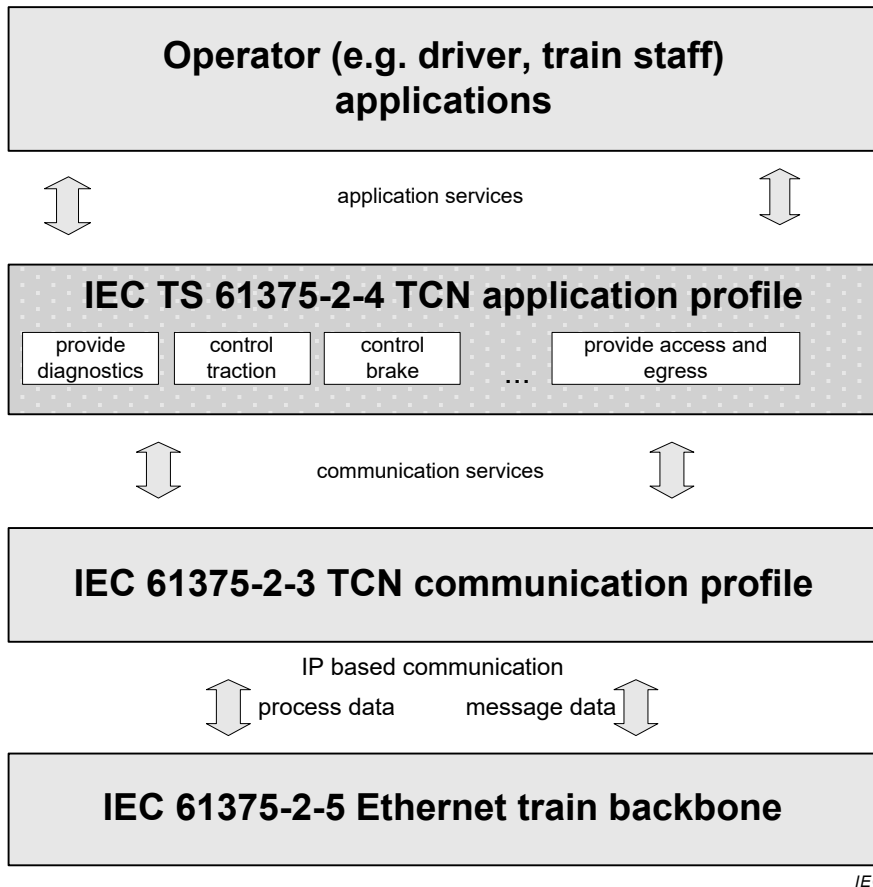 Operator (e.g. driver, train staff)
applications
application services
IEC TS 61375-2-4 TCN application profile
provide
diagnostics
control
traction
control
brake
...
provide access and
egress
communication services
IEC 61375-2-3 TCN communication profile
IP based communication
process data
message data
IEC 61375-2-5 Ethernet train backbone
IE